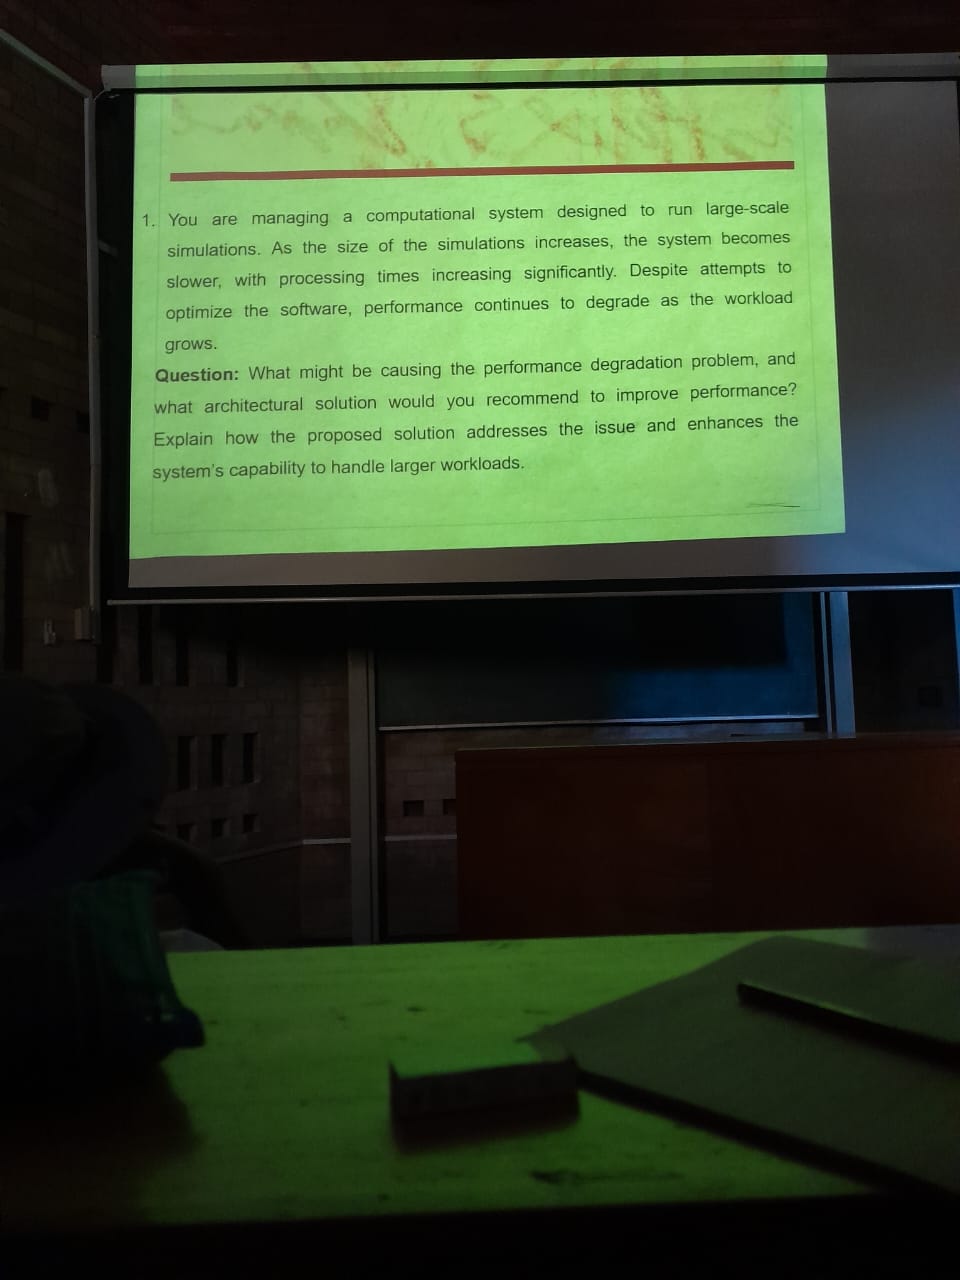 1. You are managing a computational system designed to run large-scale
simulations. As the size of the simulations increases, the system becomes
slower, with processing times increasing significantly. Despite attempts to
optimize the software, performance continues to degrade as the workload
grows.
Question: What might be causing the performance degradation problem, and
what architectural solution would you recommend to improve performance?
Explain how the proposed solution addresses the issue and enhances the
system's capability to handle larger workloads.